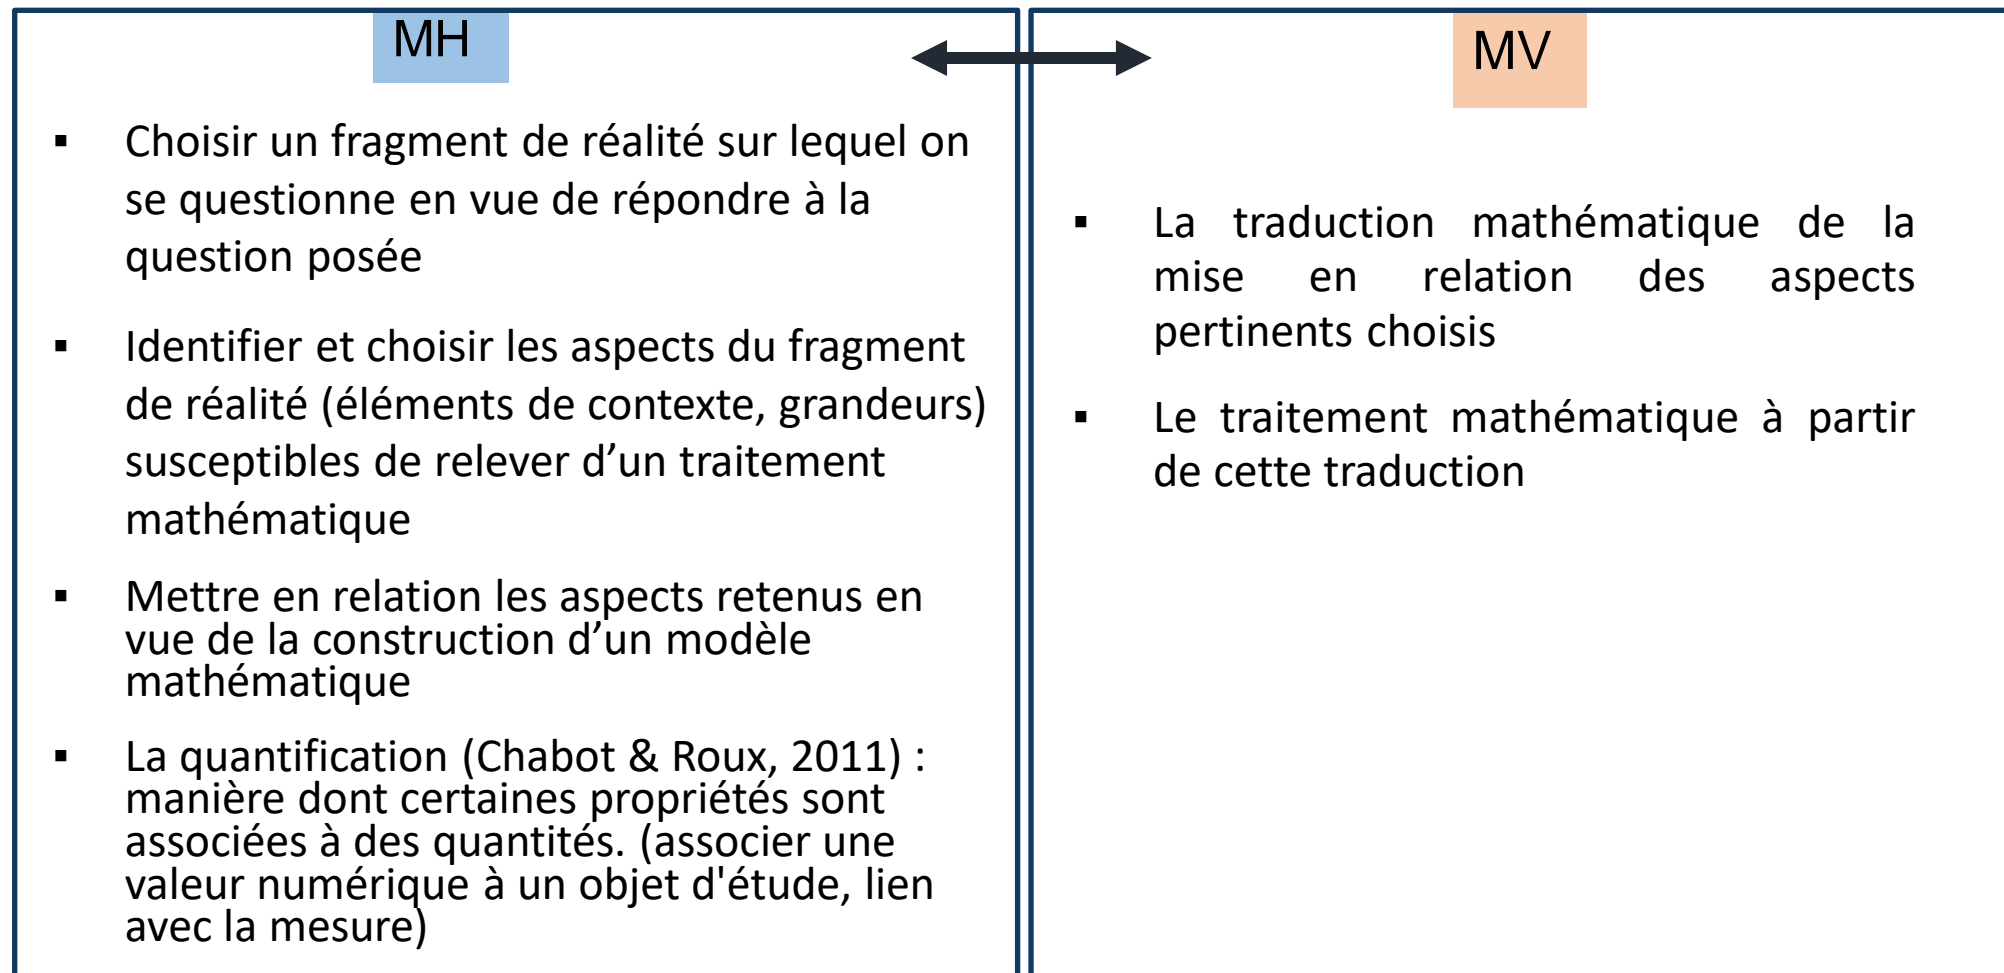 MH
▪ Choisir un fragment de réalité sur lequel on
se questionne en vue de répondre à la
question posée
▪ Identifier et choisir les aspects du fragment
de réalité (éléments de contexte, grandeurs)
susceptibles de relever d’un traitement
mathématique
▪ Mettre en relation les aspects retenus en
vue de la construction d’un modèle
mathématique
▪ La quantification (Chabot & Roux, 2011) :
manière dont certaines propriétés sont
associées à des quantités. (associer une
valeur numérique à un objet d'étude, lien
avec la mesure)
MV
▪ La traduction mathématique de la
mise en relation des aspects
pertinents choisis
▪ Le traitement mathématique à partir
de cette traduction